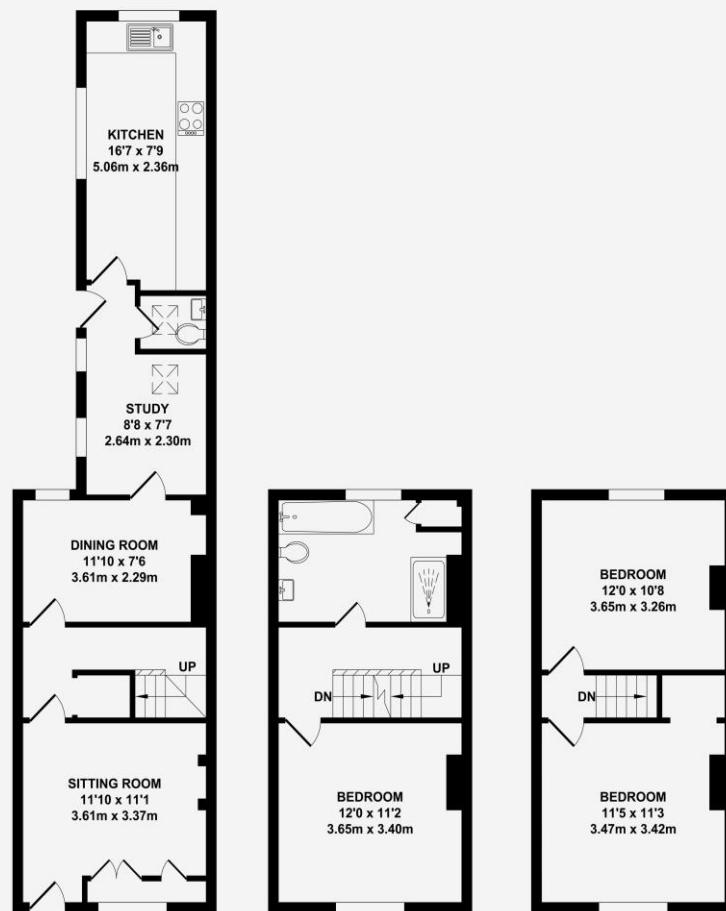 KITCHEN
16'7 x 7'9
5.06m x 2.36m
STUDY
8'8 x 7'7
2.64m x 2.30m
DINING ROOM
11'10 x 7'6
3.61m x 2.29m
UP
SITTING ROOM
11'10 x 11'1
3.61m x 3.37m
DN
UP
BEDROOM
12'0 x 11'2
3.65m x 3.40m
BEDROOM
12'0 x 10'8
3.65m x 3.26m
DN
BEDROOM
11'5 x 11'3
3.47m x 3.42m